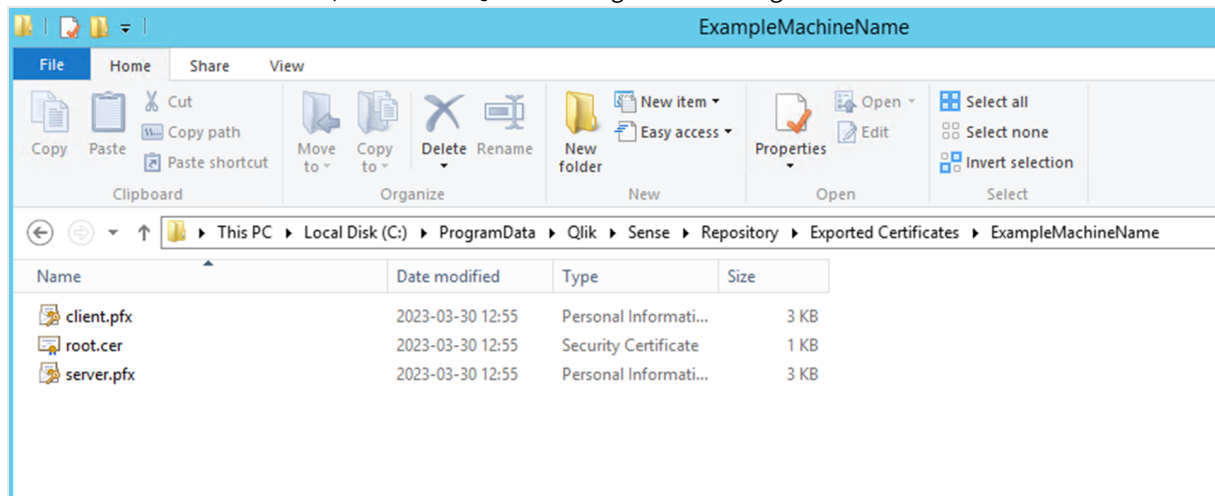 ExampleMachineName
File Home Share View
Copy Paste Cut Copy path Paste shortcut Move to Copy to Delete Rename New folder New item Easy access Properties Open Edit Select all Select none Invert selection
Clipboard Organize New Open Select
This PC Local Disk (C:) ProgramData Qlik Sense Repository Exported Certificates ExampleMachineName
Name Date modified Type Size
client.pfx 2023-03-30 12:55 Personal Informati... 3 KB
root.cer 2023-03-30 12:55 Security Certificate 1 KB
server.pfx 2023-03-30 12:55 Personal Informati... 3 KB